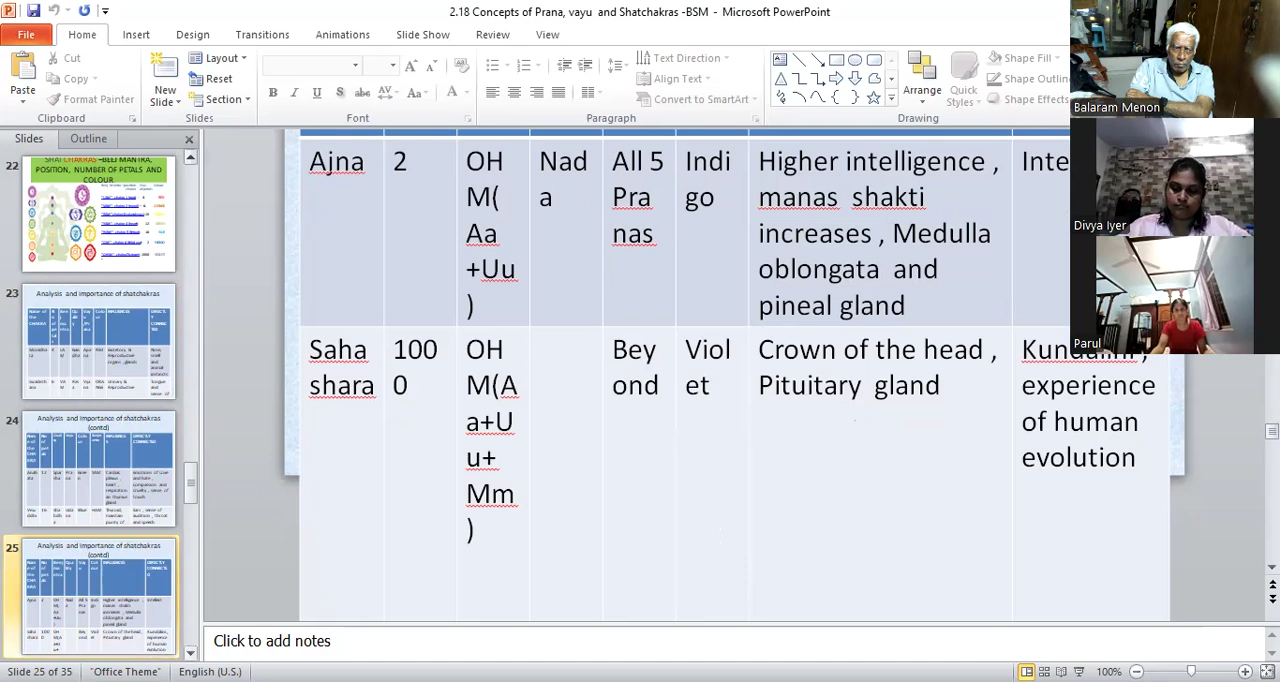 2.18 Concepts of Prana, vayu and Shatchakras -BSM - Microsoft PowerPoint
File Home Insert Design Transitions Animations Slide Show Review View
Paste
Cut
Copy
Format Painter
Clipboard
New
Slide
Layout
Reset
Section
Slides
Font
Text Direction
Align Text
Convert to SmartArt
Paragraph
Arrange
Quick
Styles
Shape Fill
Shape Outline
Shape Effects
Drawing
Balaram Menon
Divya Iyer
Parul
Slides Outline
22
POSITION, NUMBER OF PETALS AND
COLOUR
23
Analysis and importance of shatchakras
24
Analysis and importance of shatchakras
(contd)
25
Analysis and importance of shatchakras
(contd)
Ajna
2
OH
M(
Aa
+Uu
)
Nad
a
All 5
Pra
nas
Indi
go
Higher intelligence ,
manas shakti
increases , Medulla
oblongata and
pineal gland
Inte
Saha
shara
100
0
OH
M(A
a+U
u+
Mm
)
Bey
ond
Viol
et
Crown of the head ,
Pituitary gland
Kundalini ,
experience
of human
evolution
Click to add notes
Slide 25 of 35
"Office Theme"
English (U.S.)
100%